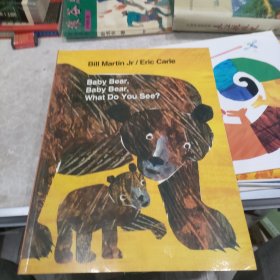 Bill Martin Jr / Eric Carle
Baby Bear,
Baby Bear,
What Do You See?